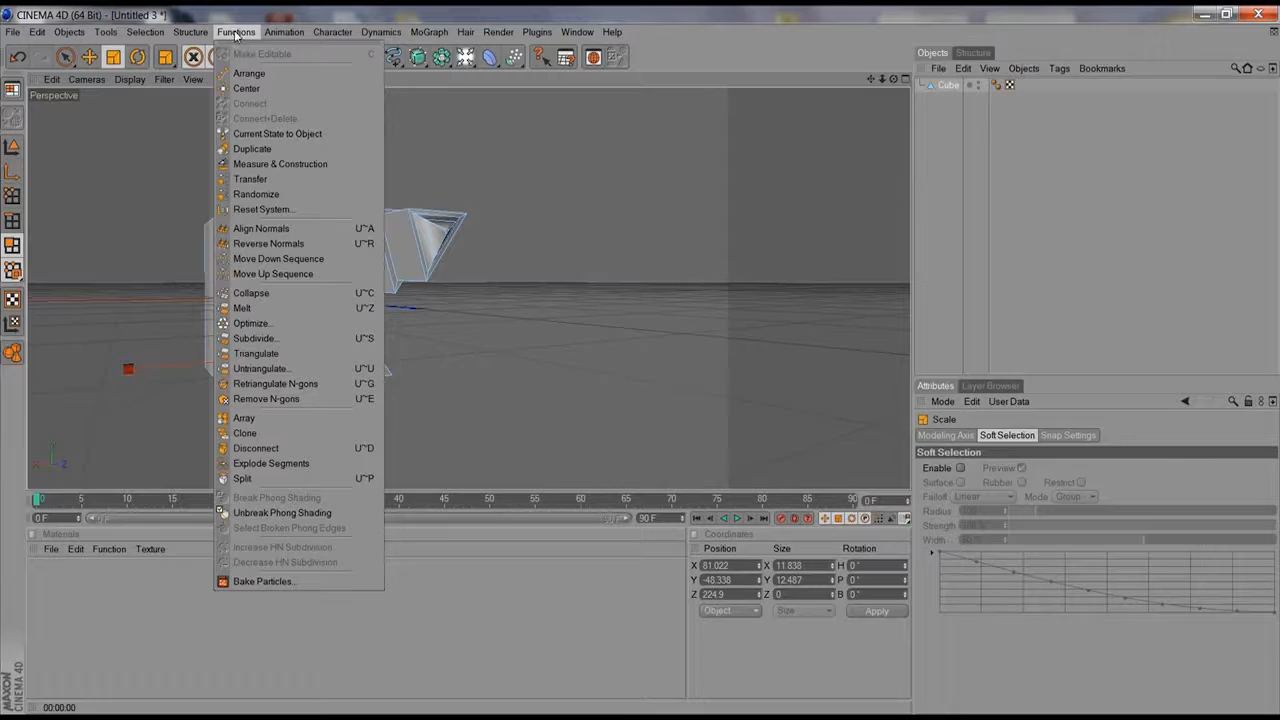 CINEMA 4D (64 Bit) - [Untitled 3 *]
File Edit Objects Tools Selection Structure Functions Animation Character Dynamics MoGraph Hair Render Plugins Window Help
Edit Cameras Display Filter View
Perspective
Make Editable C
Arrange
Center
Connect
Connect+Delete
Current State to Object
Duplicate
Measure & Construction
Transfer
Randomize
Reset System...
Align Normals U~A
Reverse Normals U~R
Move Down Sequence
Move Up Sequence
Collapse U~C
Melt U~Z
Optimize...
Subdivide... U~S
Triangulate
Untriangulate... U~U
Retriangulate N-gons U~G
Remove N-gons U~E
Array
Clone
Disconnect U~D
Explode Segments
Split U~P
Break Phong Shading
Unbreak Phong Shading
Select Broken Phong Edges
Increase HN Subdivision
Decrease HN Subdivision
Bake Particles...
Objects Structure
File Edit View Objects Tags Bookmarks
Cube
Attributes Layer Browser
Mode Edit User Data
Scale
Modeling Axis Soft Selection Snap Settings
Soft Selection
Enable Preview
Surface Rubber Restrict
Falloff Linear Mode Group
Radius
Strength
Width
0 5 10 15 40 45 50 55 60 65 70 75 80 85 90 0 F
0 F 0 F 90 F
Materials
File Edit Function Texture
Coordinates
Position Size Rotation
X 81.022 X 11.838 H 0 °
Y -48.338 Y 12.487 P 0 °
Z 224.9 Z 0 B 0 °
Object Size Apply
MAXON
CINEMA 4D
00:00:00